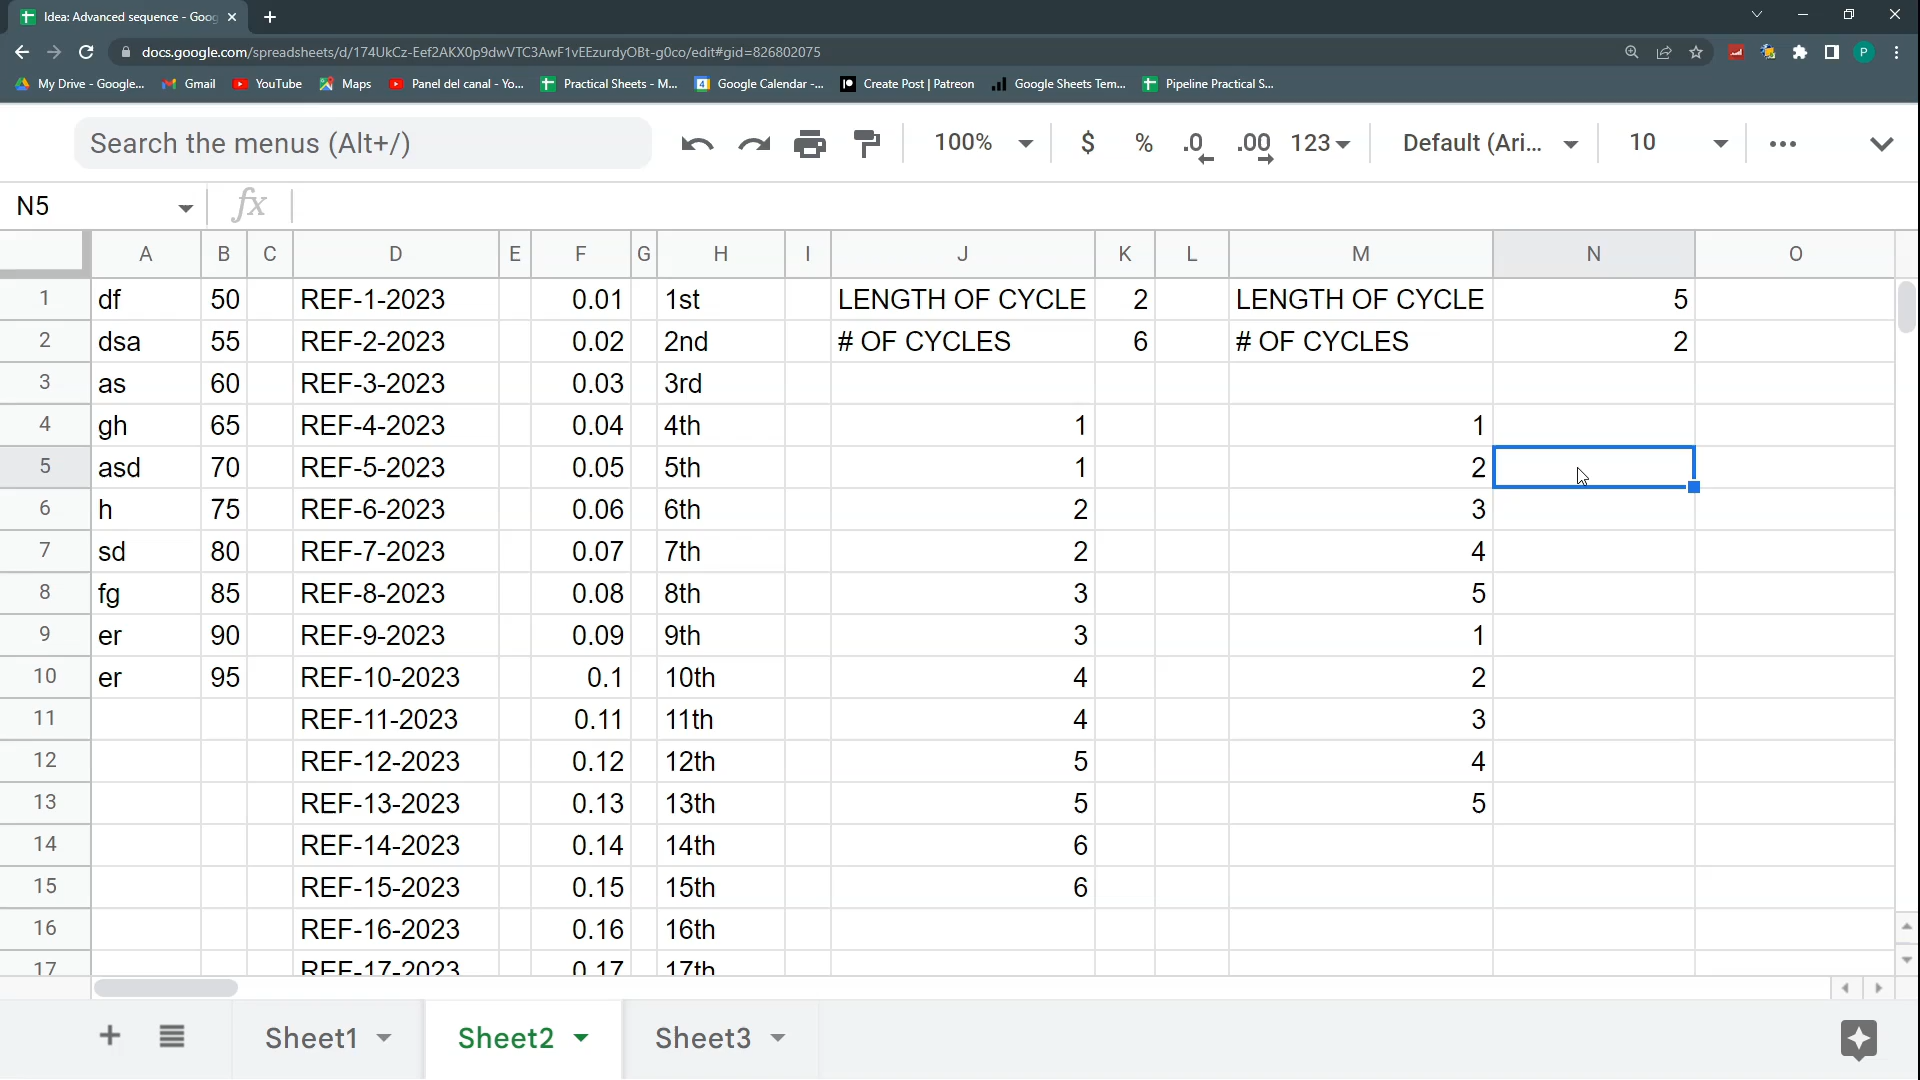 Idea: Advanced sequence - Goog
docs.google.com/spreadsheets/d/174UkCz-Eef2AKX0p9dwVTC3AwF1vEEzurdyOBt-g0co/edit#gid=826802075
P
My Drive - Google... Gmail YouTube Maps Panel del canal - Yo... Practical Sheets - M... Google Calendar -... Create Post | Patreon Google Sheets Tem... Pipeline Practical S...
Search the menus (Alt+/) 100% $ % .0 .00 123 Default (Ari... 10
N5 fx
A B C D E F G H I J K L M N O
1 df 50 REF-1-2023 0.01 1st LENGTH OF CYCLE 2 LENGTH OF CYCLE 5
2 dsa 55 REF-2-2023 0.02 2nd # OF CYCLES 6 # OF CYCLES 2
3 as 60 REF-3-2023 0.03 3rd
4 gh 65 REF-4-2023 0.04 4th 1 1
5 asd 70 REF-5-2023 0.05 5th 1 2
6 h 75 REF-6-2023 0.06 6th 2 3
7 sd 80 REF-7-2023 0.07 7th 2 4
8 fg 85 REF-8-2023 0.08 8th 3 5
9 er 90 REF-9-2023 0.09 9th 3 1
10 er 95 REF-10-2023 0.1 10th 4 2
11 REF-11-2023 0.11 11th 4 3
12 REF-12-2023 0.12 12th 5 4
13 REF-13-2023 0.13 13th 5 5
14 REF-14-2023 0.14 14th 6
15 REF-15-2023 0.15 15th 6
16 REF-16-2023 0.16 16th
17 REF-17-2023 0.17 17th
Sheet1 Sheet2 Sheet3